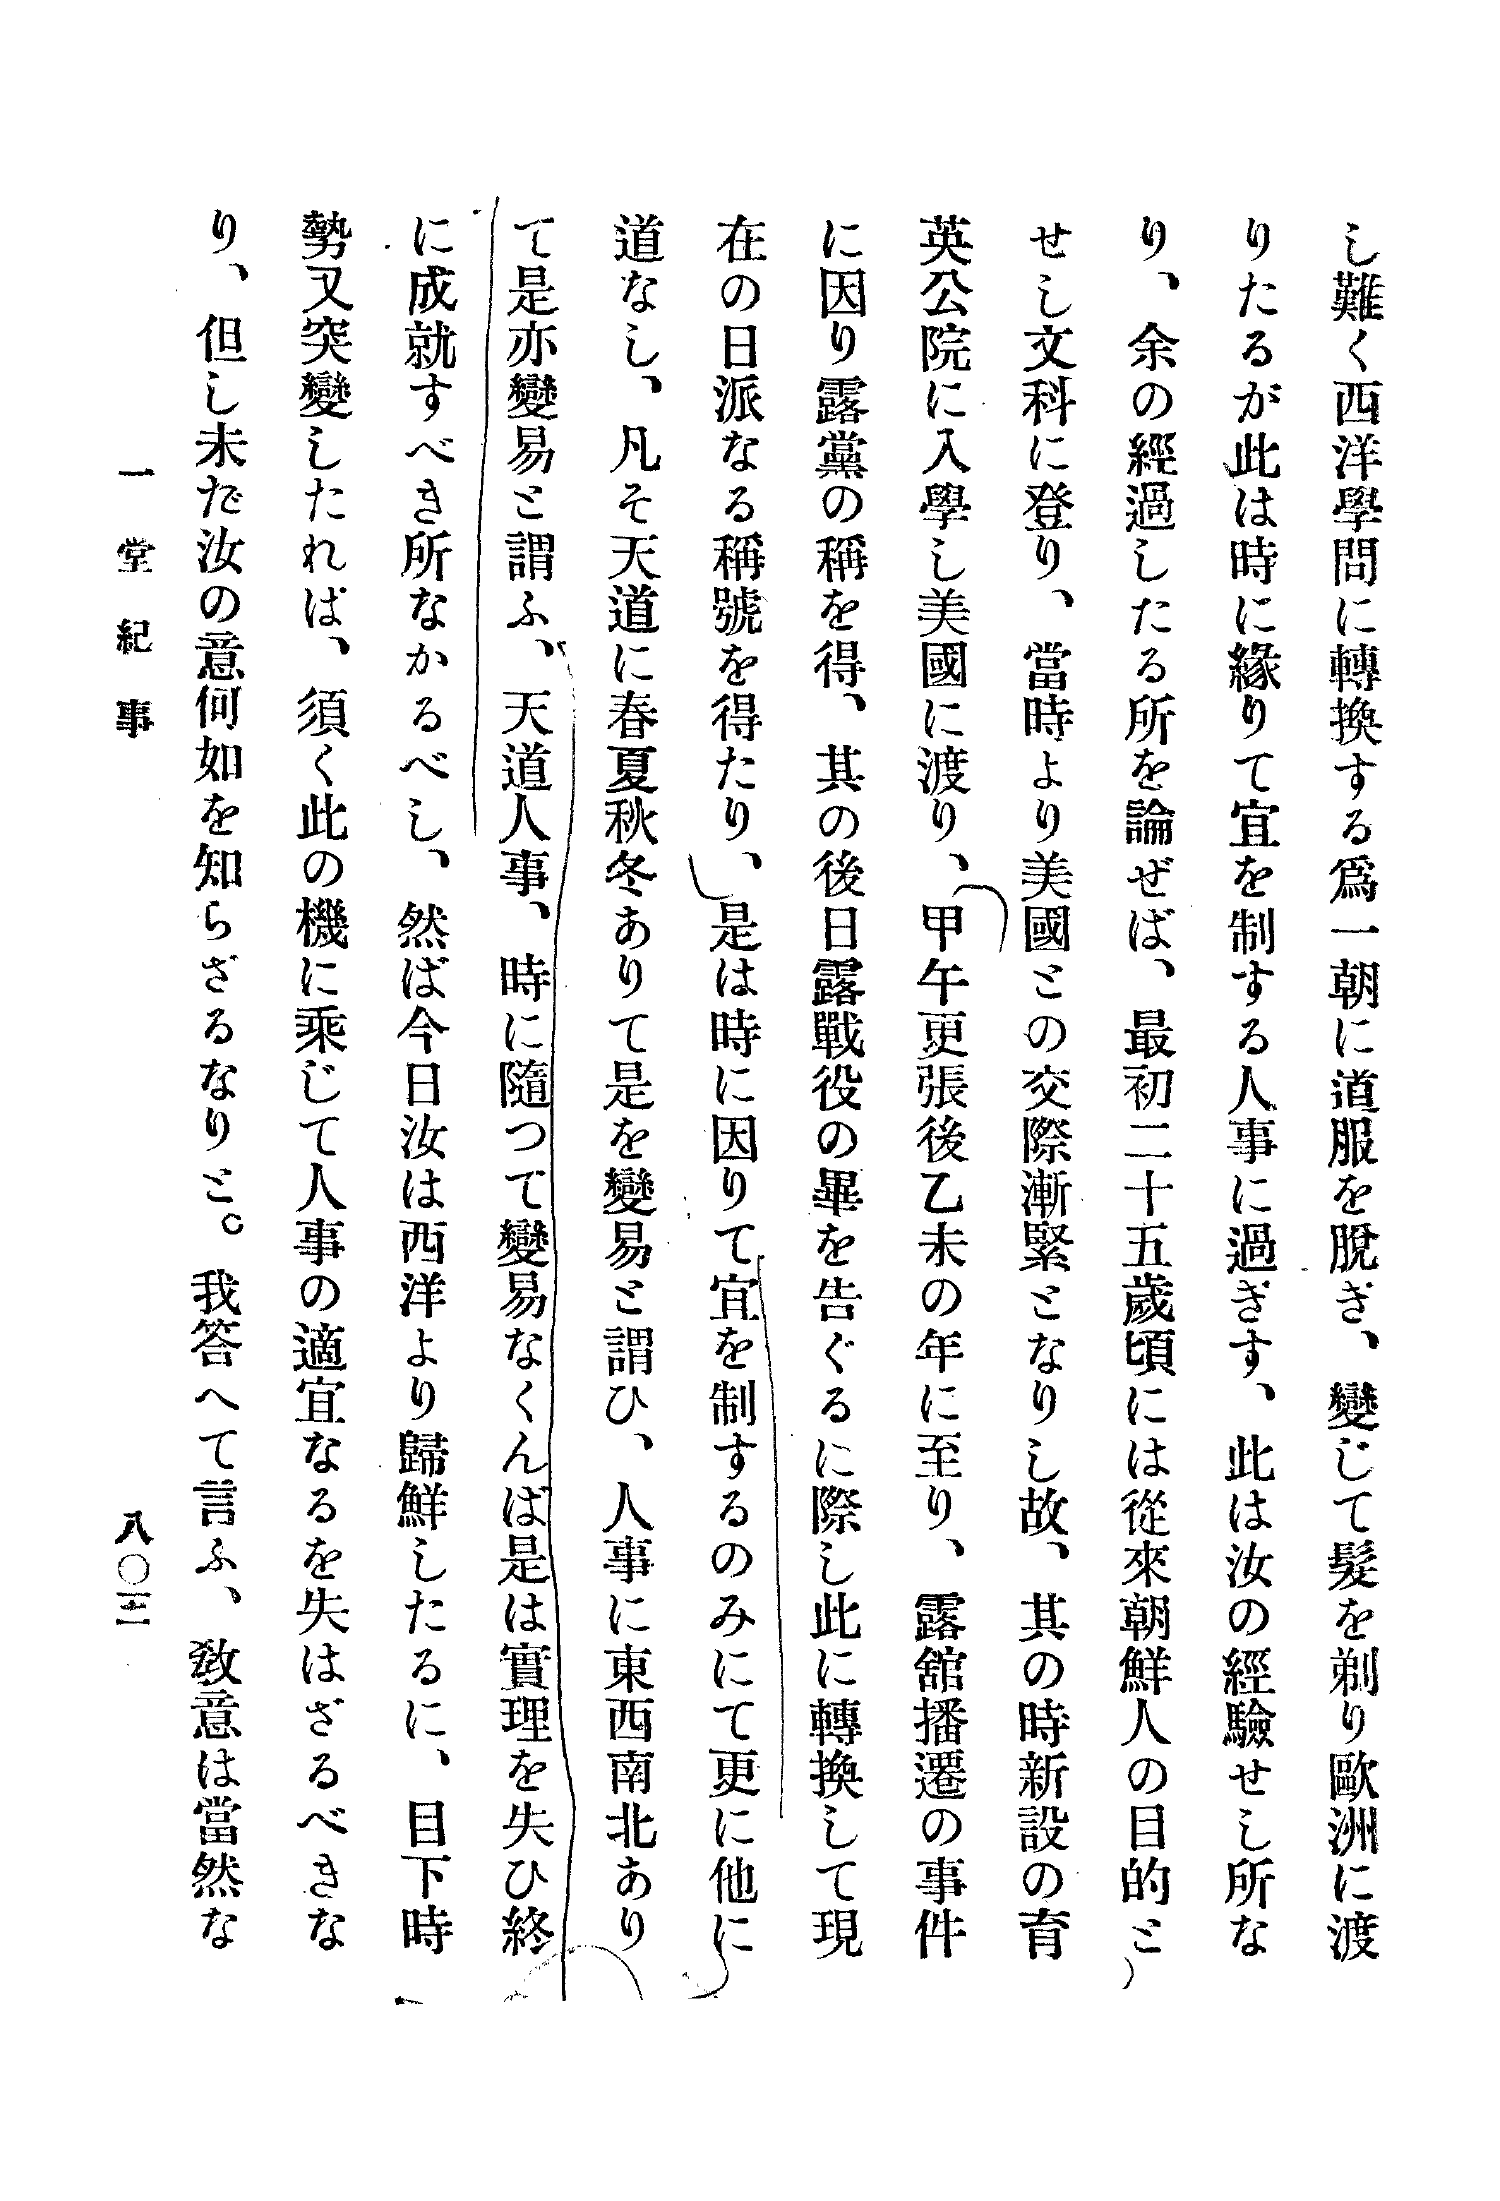 し難く西洋學問に轉換する爲一朝に道服を脫ぎ、變じて髮を剃り歐洲に渡
りたるが此は時に緣りて宜を制する人事に過ぎす、此は汝の經驗せし所な
り、余の經過したる所を論ぜば、最初二十五歲頃には從來朝鮮人の目的と
せし文科に登り、當時より美國との交際漸緊となりし故、其の時新設の育
英公院に入學し美國に渡り、甲午更張後乙未の年に至り、露舘播遷の事件
に因り露黨の稱を得、其の後日露戰役の畢を告ぐるに際し此に轉換して現
在の日派なる稱號を得たり、是は時に因りて宜を制するのみにて更に他に
道なし、凡そ天道に春夏秋冬ありて是を變易と謂ひ、人事に東西南北あり
て是亦變易と謂ふ、天道人事、時に隨つて變易なくんば是は實理を失ひ終
に成就すべき所なかるべし、然ば今日汝は西洋より歸鮮したるに、目下時
勢又突變したれば、須く此の機に乘じて人事の適宜なるを失はざるべきな
り、但し未だ汝の意何如を知らざるなりと。我答へて言ふ、敎意は當然な
一堂紀事
八〇三